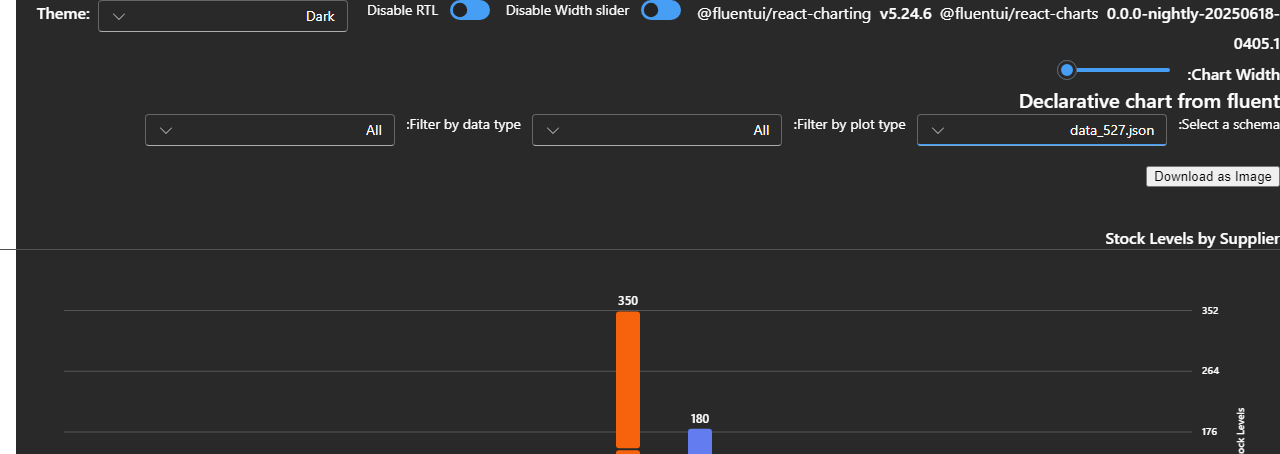 Theme: Dark Disable RTL Disable Width slider @fluentui/react-charting v5.24.6 @fluentui/react-charts 0.0.0-nightly-20250618-
0405.1
:Chart Width
Declarative chart from fluent
:Select a schema data_527.json :Filter by plot type All :Filter by data type All
Download as Image
Stock Levels by Supplier
350
352
264
180
176
ock Levels